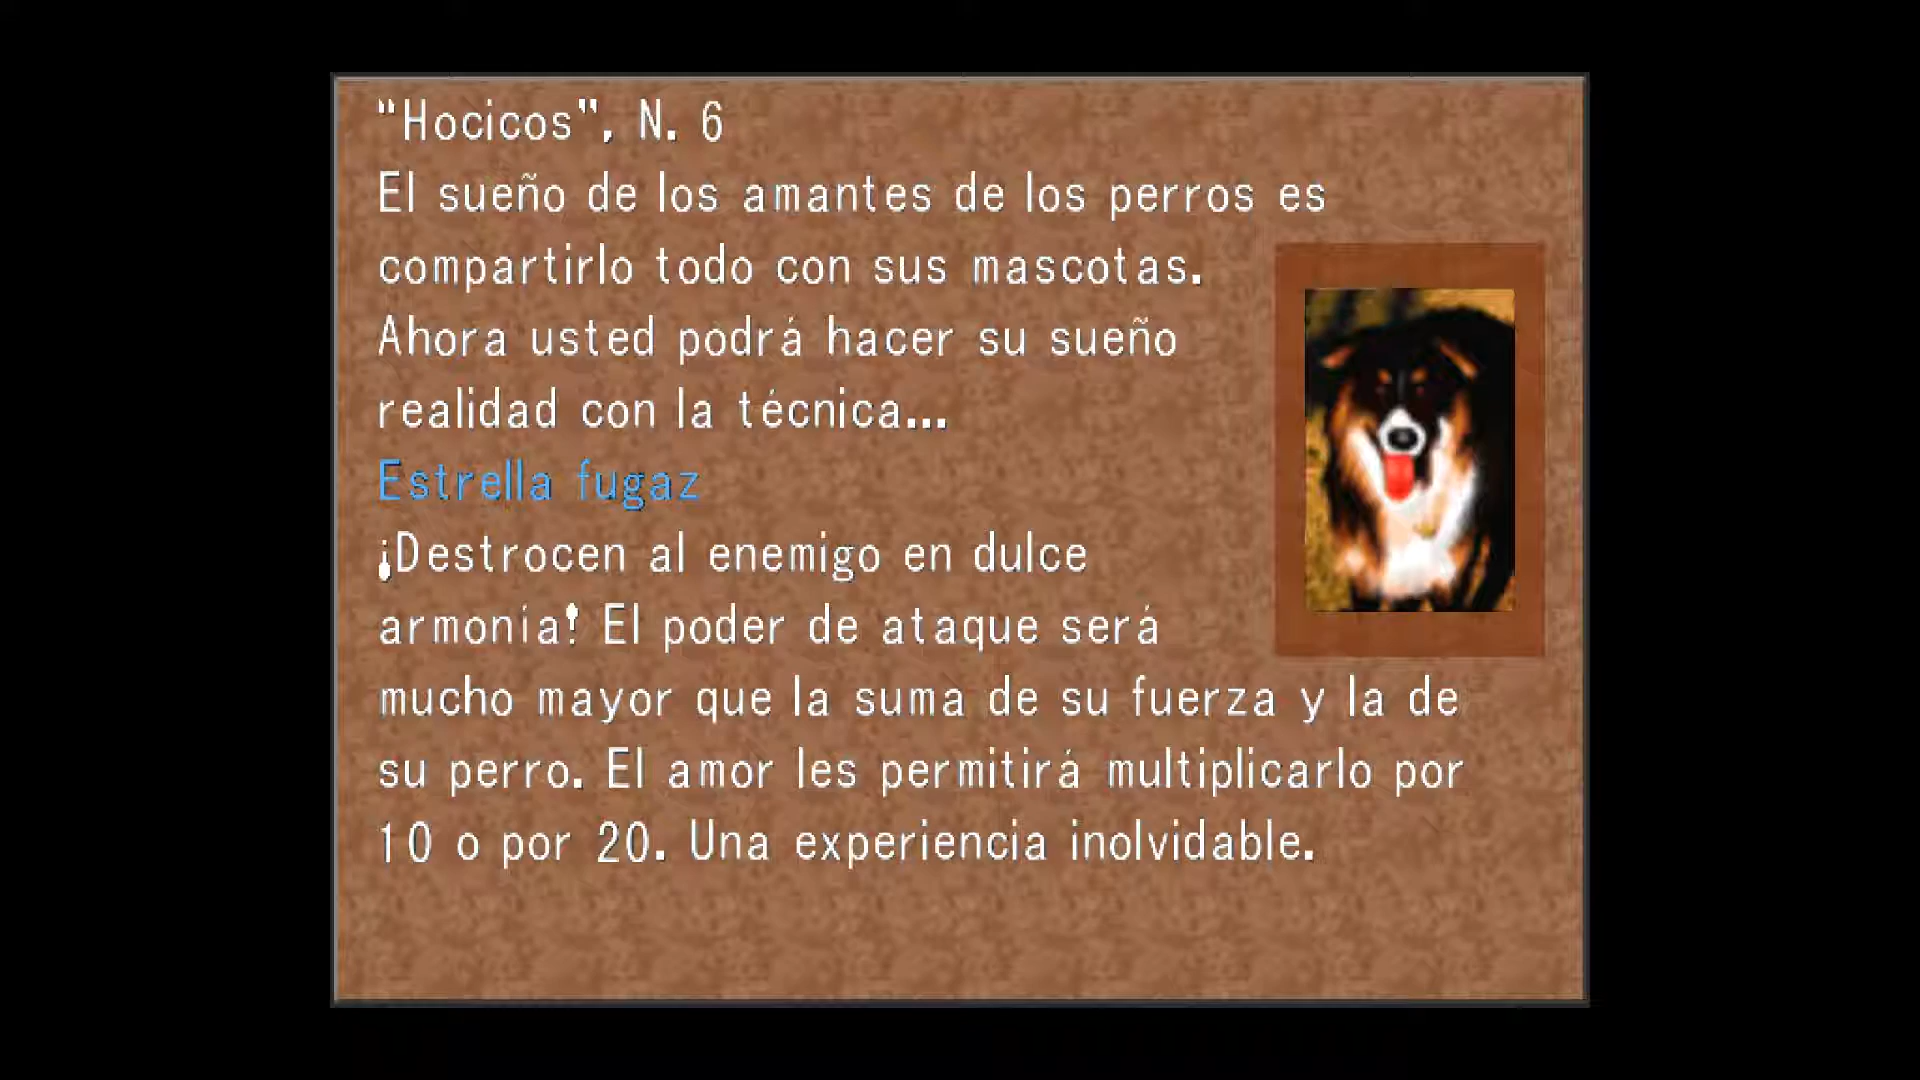 "Hocicos", N. 6
El sueño de los amantes de los perros es
compartirlo todo con sus mascotas.
Ahora usted podrá hacer su sueño
realidad con la técnica...
Estrella fugaz
¡Destrocen al enemigo en dulce
armonía! El poder de ataque será
mucho mayor que la suma de su fuerza y la de
su perro. El amor les permitirá multiplicarlo por
10 o por 20. Una experiencia inolvidable.